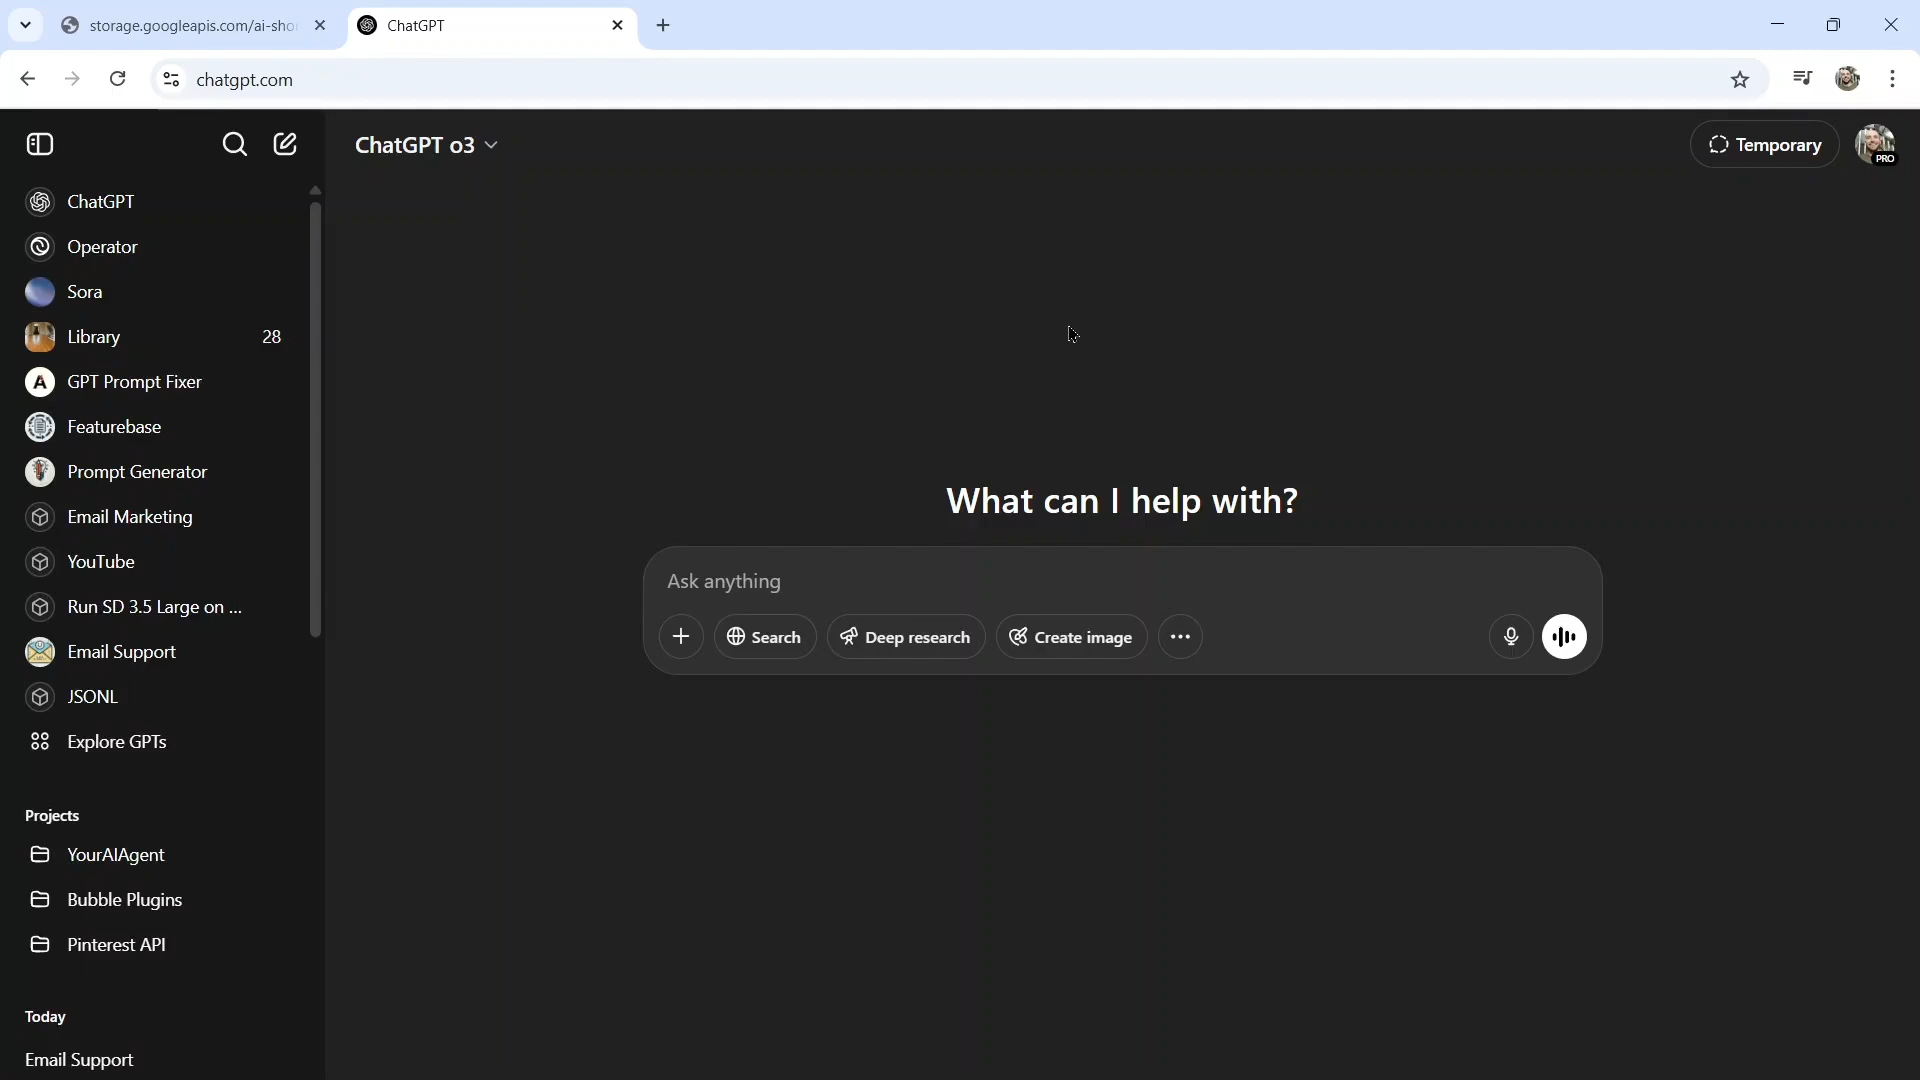 storage.googleapis.com/ai-sho
ChatGPT
chatgpt.com
ChatGPT o3
Temporary
PRO
ChatGPT
Operator
Sora
Library 28
A GPT Prompt Fixer
Featurebase
Prompt Generator
Email Marketing
YouTube
Run SD 3.5 Large on ...
Email Support
JSONL
Explore GPTs
Projects
YourAIAgent
Bubble Plugins
Pinterest API
Today
Email Support
What can I help with?
Ask anything
Search
Deep research
Create image